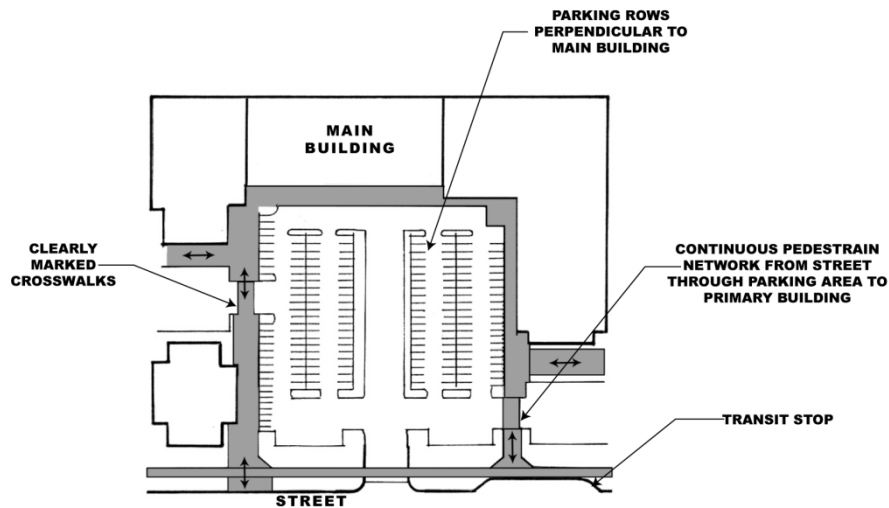 PARKING ROWS
PERPENDICULAR TO
MAIN BUILDING
MAIN
BUILDING
CLEARLY
MARKED
CROSSWALKS
CONTINUOUS PEDESTRAIN
NETWORK FROM STREET
THROUGH PARKING AREA TO
PRIMARY BUILDING
TRANSIT STOP
STREET